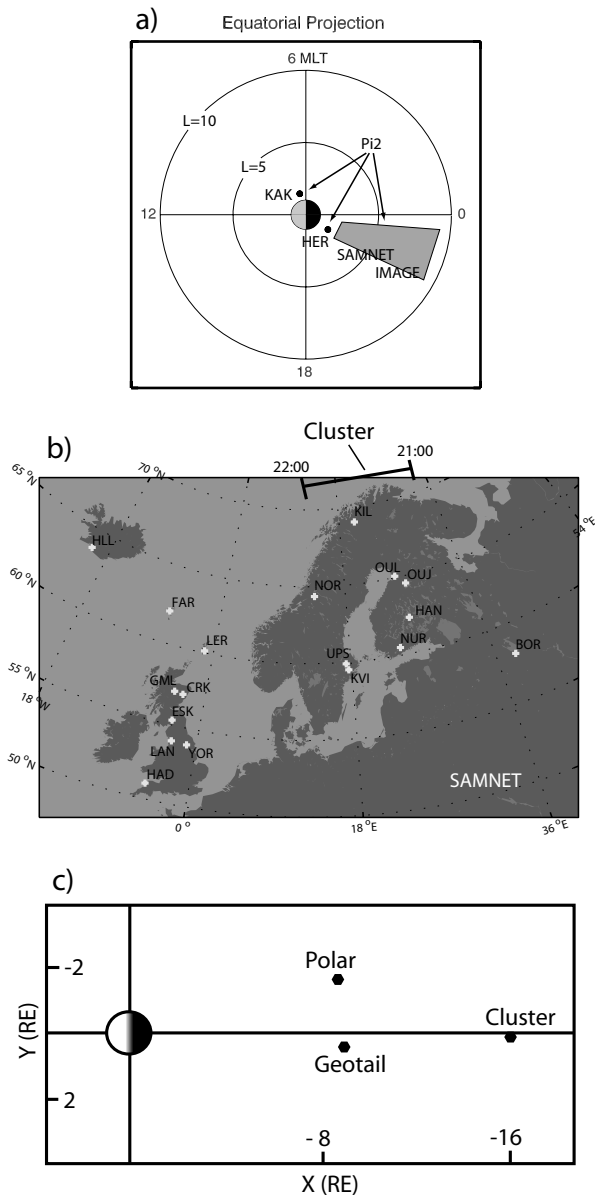 a)
Equatorial Projection
6 MLT
L=10
L=5
Pi2
KAK
12
0
HER
SAMNET
IMAGE
18
b)
Cluster
22:00
21:00
65 °N
70 °N
54 °E
HLL
KIL
OUL
OUJ
60 °N
NOR
FAR
HAN
LER
NUR
BOR
UPS
KVI
55 °N
GML
CRK
18 °W
ESK
LAN
YOR
50 °N
HAD
SAMNET
0°
18 °E
36 °E
c)
-2
Polar
Cluster
Y (RE)
Geotail
2
- 8
-16
X (RE)